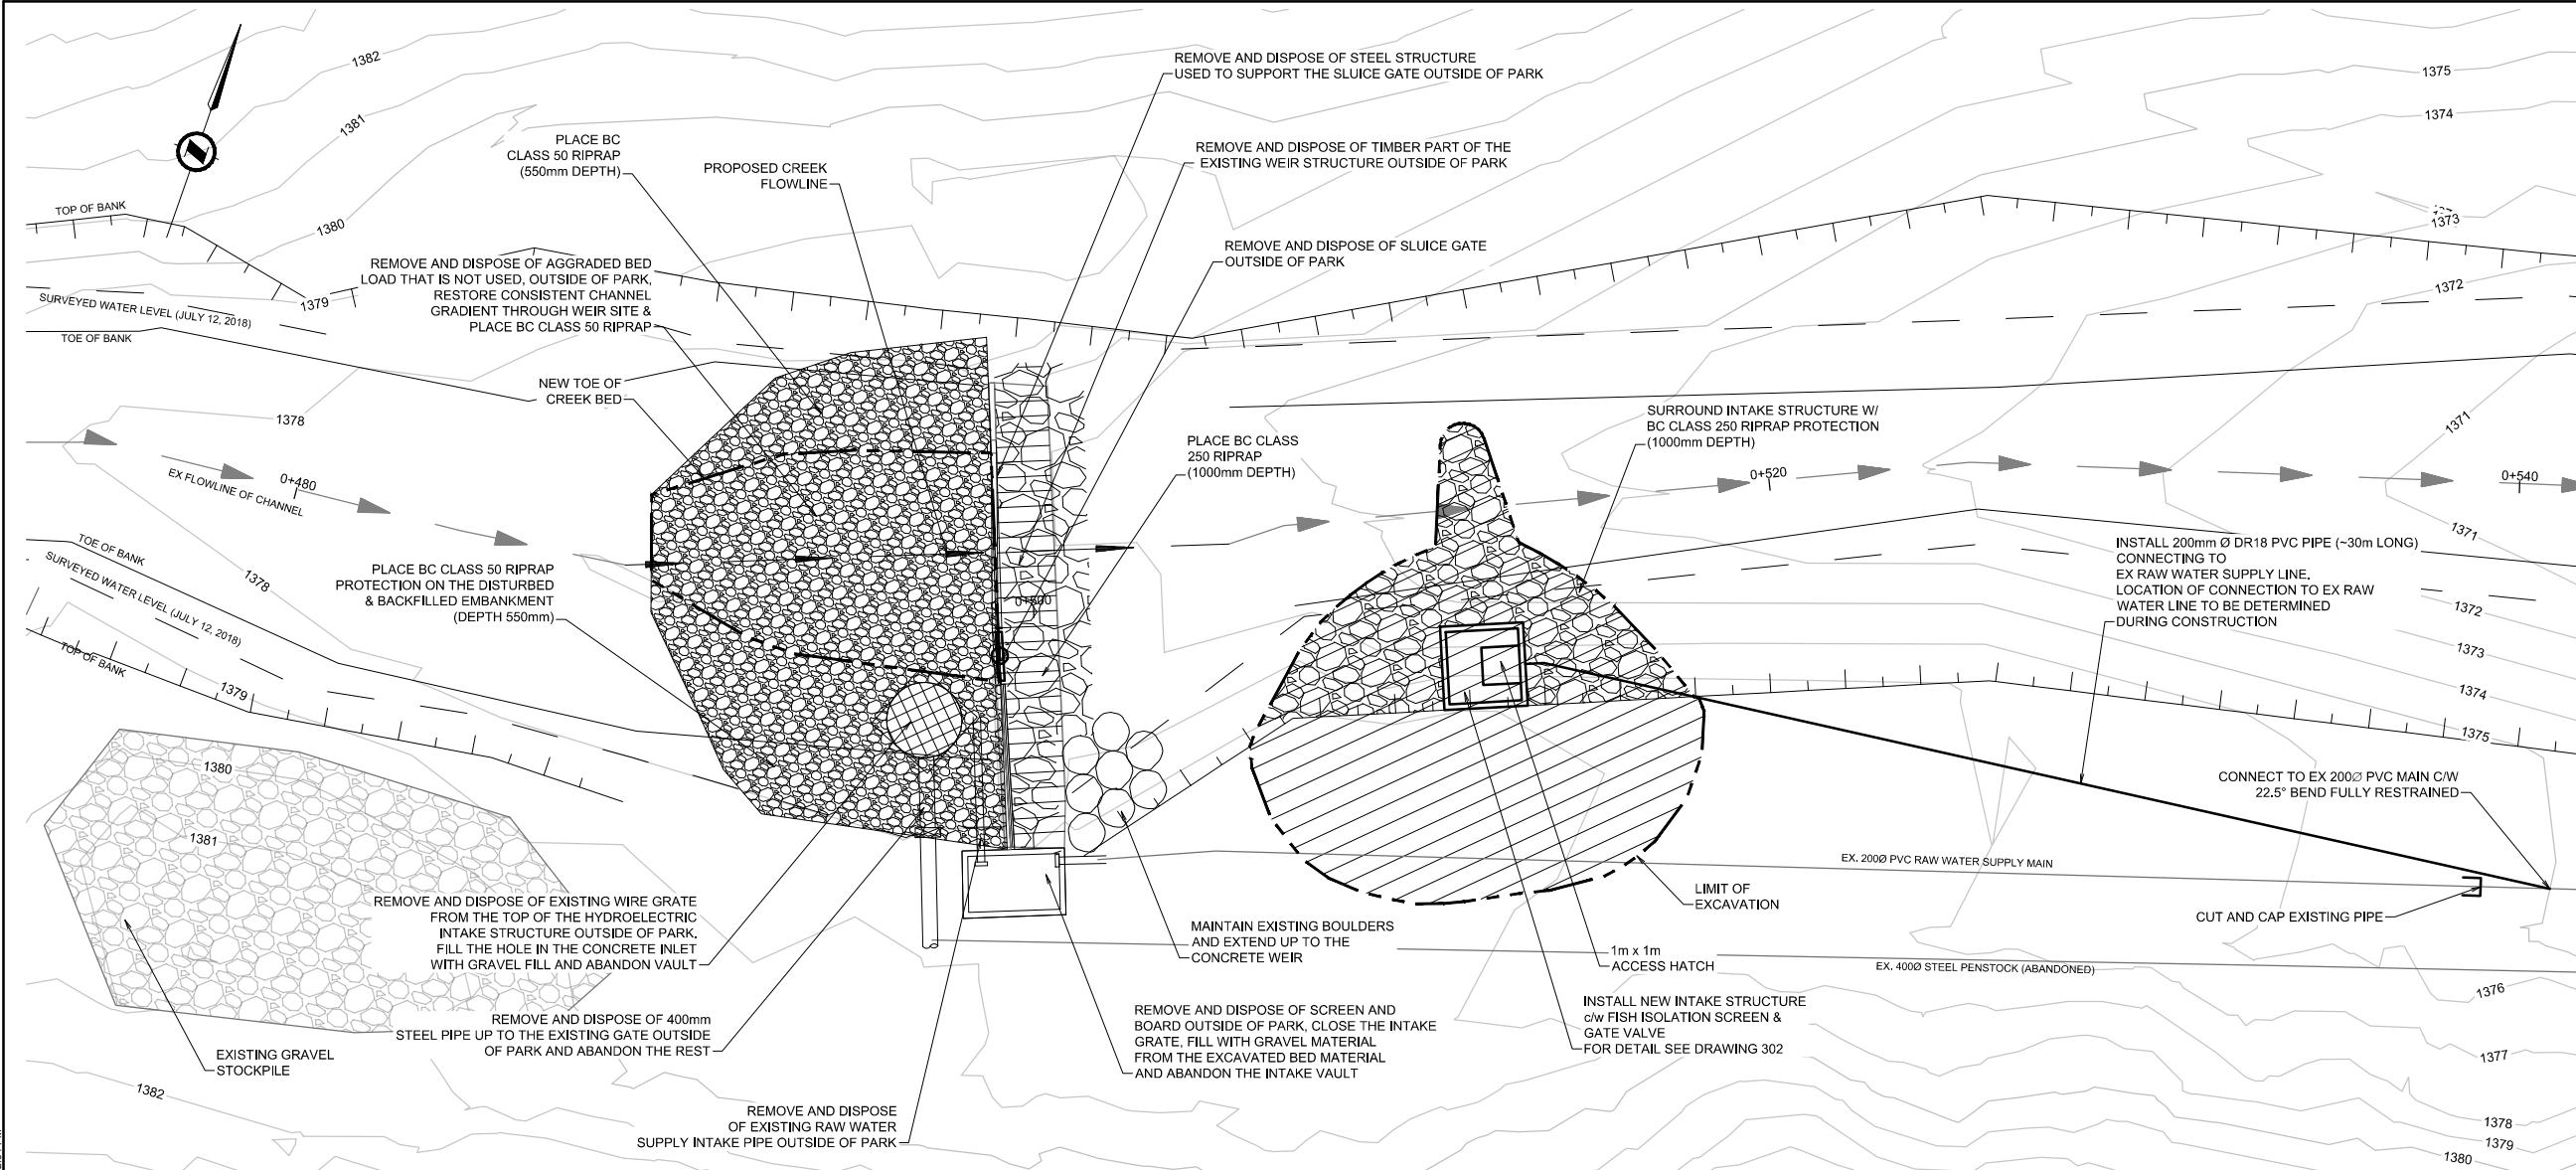 1382
1381
1380
1379
1378
1378
1379
1380
1381
1382
1375
1374
1373
1372
1371
1371
1372
1373
1374
1375
1376
1377
1378
1379
1380
TOP OF BANK
SURVEYED WATER LEVEL (JULY 12, 2018)
TOE OF BANK
EX FLOWLINE OF CHANNEL
0+480
TOE OF BANK
SURVEYED WATER LEVEL (JULY 12, 2018)
TOP OF BANK
PLACE BC
CLASS 50 RIPRAP
(550mm DEPTH)
PROPOSED CREEK
FLOWLINE
REMOVE AND DISPOSE OF AGGRADED BED
LOAD THAT IS NOT USED, OUTSIDE OF PARK,
RESTORE CONSISTENT CHANNEL
GRADIENT THROUGH WEIR SITE &
PLACE BC CLASS 50 RIPRAP
NEW TOE OF
CREEK BED
PLACE BC CLASS 50 RIPRAP
PROTECTION ON THE DISTURBED
& BACKFILLED EMBANKMENT
(DEPTH 550mm)
REMOVE AND DISPOSE OF STEEL STRUCTURE
USED TO SUPPORT THE SLUICE GATE OUTSIDE OF PARK
REMOVE AND DISPOSE OF TIMBER PART OF THE
EXISTING WEIR STRUCTURE OUTSIDE OF PARK
REMOVE AND DISPOSE OF SLUICE GATE
OUTSIDE OF PARK
PLACE BC CLASS
250 RIPRAP
(1000mm DEPTH)
0+500
SURROUND INTAKE STRUCTURE W/
BC CLASS 250 RIPRAP PROTECTION
(1000mm DEPTH)
0+520
0+540
INSTALL 200mm Ø DR18 PVC PIPE (~30m LONG)
CONNECTING TO
EX RAW WATER SUPPLY LINE.
LOCATION OF CONNECTION TO EX RAW
WATER LINE TO BE DETERMINED
DURING CONSTRUCTION
CONNECT TO EX 200Ø PVC MAIN C/W
22.5° BEND FULLY RESTRAINED
EX. 200Ø PVC RAW WATER SUPPLY MAIN
CUT AND CAP EXISTING PIPE
LIMIT OF
EXCAVATION
1m x 1m
ACCESS HATCH
EX. 400Ø STEEL PENSTOCK (ABANDONED)
INSTALL NEW INTAKE STRUCTURE
c/w FISH ISOLATION SCREEN &
GATE VALVE
FOR DETAIL SEE DRAWING 302
MAINTAIN EXISTING BOULDERS
AND EXTEND UP TO THE
CONCRETE WEIR
REMOVE AND DISPOSE OF SCREEN AND
BOARD OUTSIDE OF PARK, CLOSE THE INTAKE
GRATE, FILL WITH GRAVEL MATERIAL
FROM THE EXCAVATED BED MATERIAL
AND ABANDON THE INTAKE VAULT
REMOVE AND DISPOSE OF EXISTING WIRE GRATE
FROM THE TOP OF THE HYDROELECTRIC
INTAKE STRUCTURE OUTSIDE OF PARK.
FILL THE HOLE IN THE CONCRETE INLET
WITH GRAVEL FILL AND ABANDON VAULT
REMOVE AND DISPOSE OF 400mm
STEEL PIPE UP TO THE EXISTING GATE OUTSIDE
OF PARK AND ABANDON THE REST
EXISTING GRAVEL
STOCKPILE
REMOVE AND DISPOSE
OF EXISTING RAW WATER
SUPPLY INTAKE PIPE OUTSIDE OF PARK